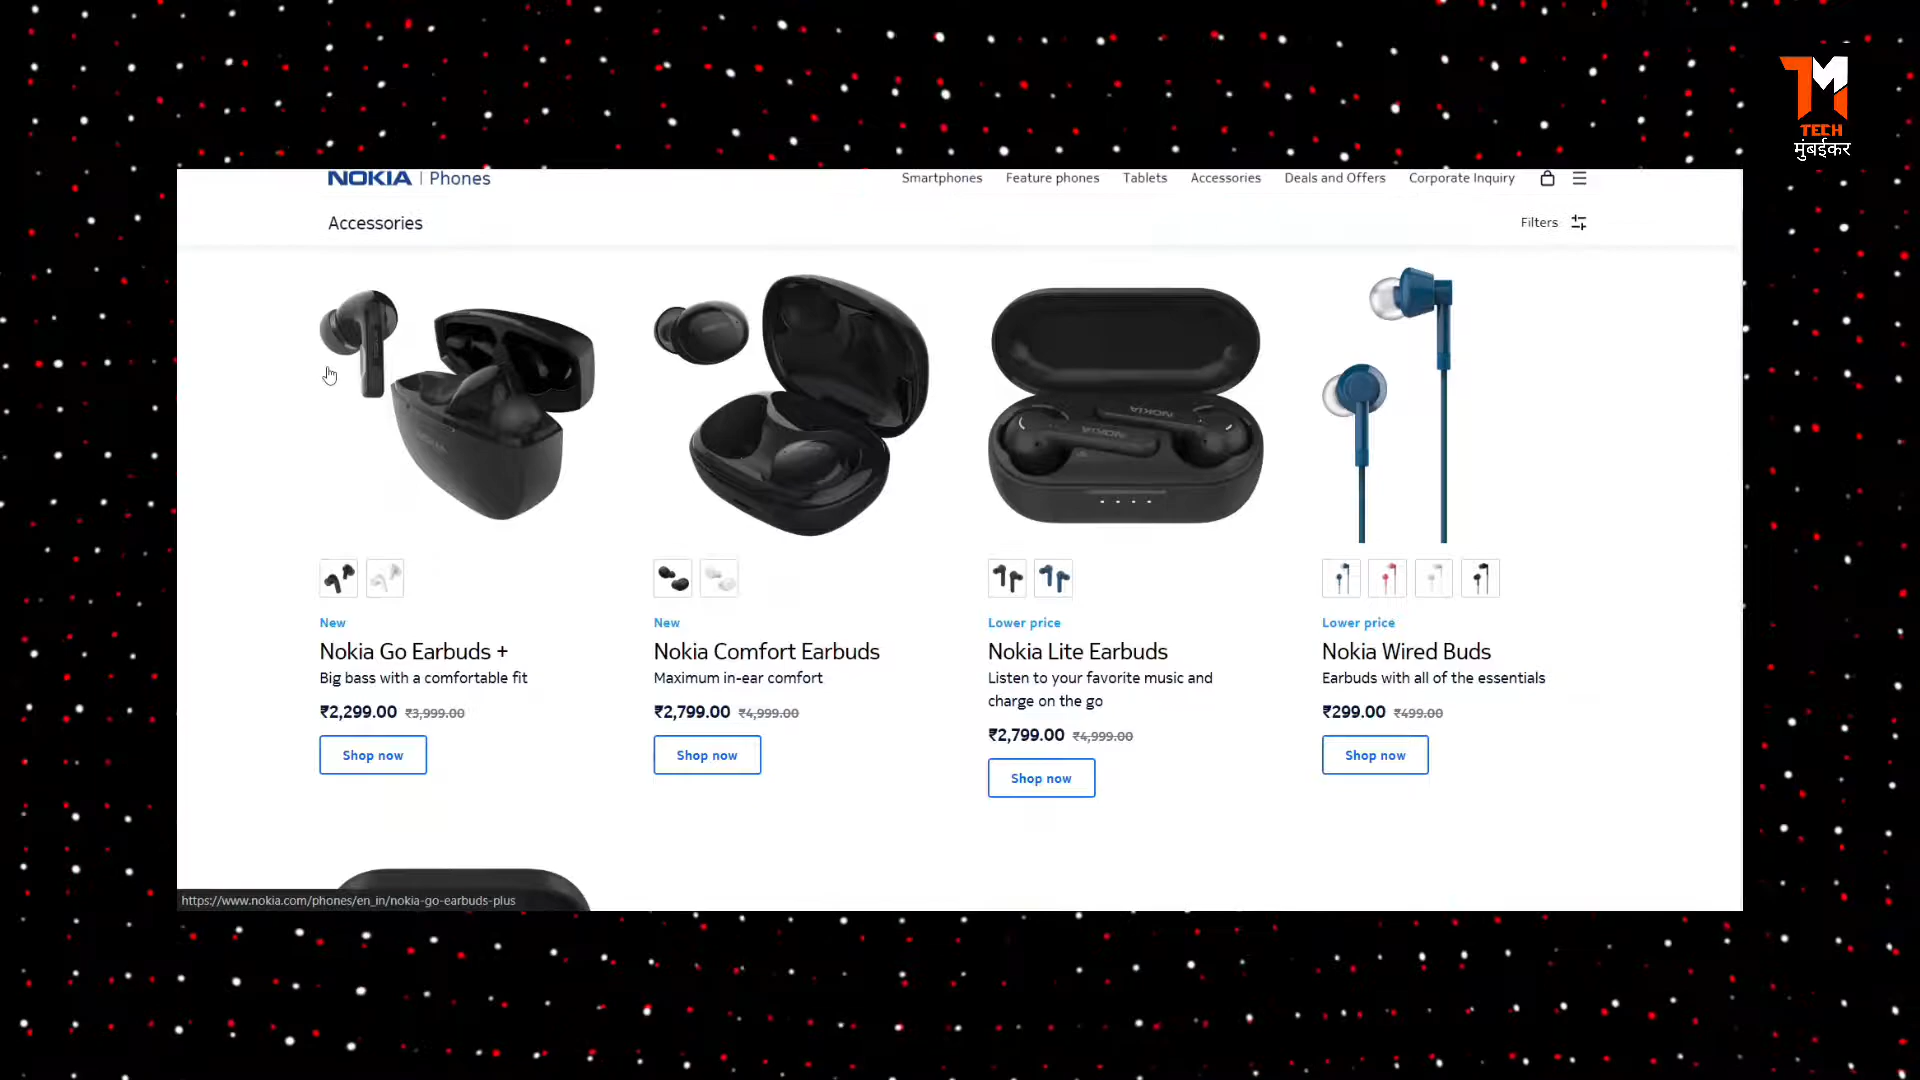 TM
TECH
मुंबईकर
NOKIA | Phones
Smartphones Feature phones Tablets Accessories Deals and Offers Corporate Inquiry
Accessories
Filters
NOKIA
NOKIA
NOKIA
New
Nokia Go Earbuds +
Big bass with a comfortable fit
₹2,299.00 ₹3,999.00
Shop now
New
Nokia Comfort Earbuds
Maximum in-ear comfort
₹2,799.00 ₹4,999.00
Shop now
Lower price
Nokia Lite Earbuds
Listen to your favorite music and
charge on the go
₹2,799.00 ₹4,999.00
Shop now
Lower price
Nokia Wired Buds
Earbuds with all of the essentials
₹299.00 ₹499.00
Shop now
https://www.nokia.com/phones/en_in/nokia-go-earbuds-plus